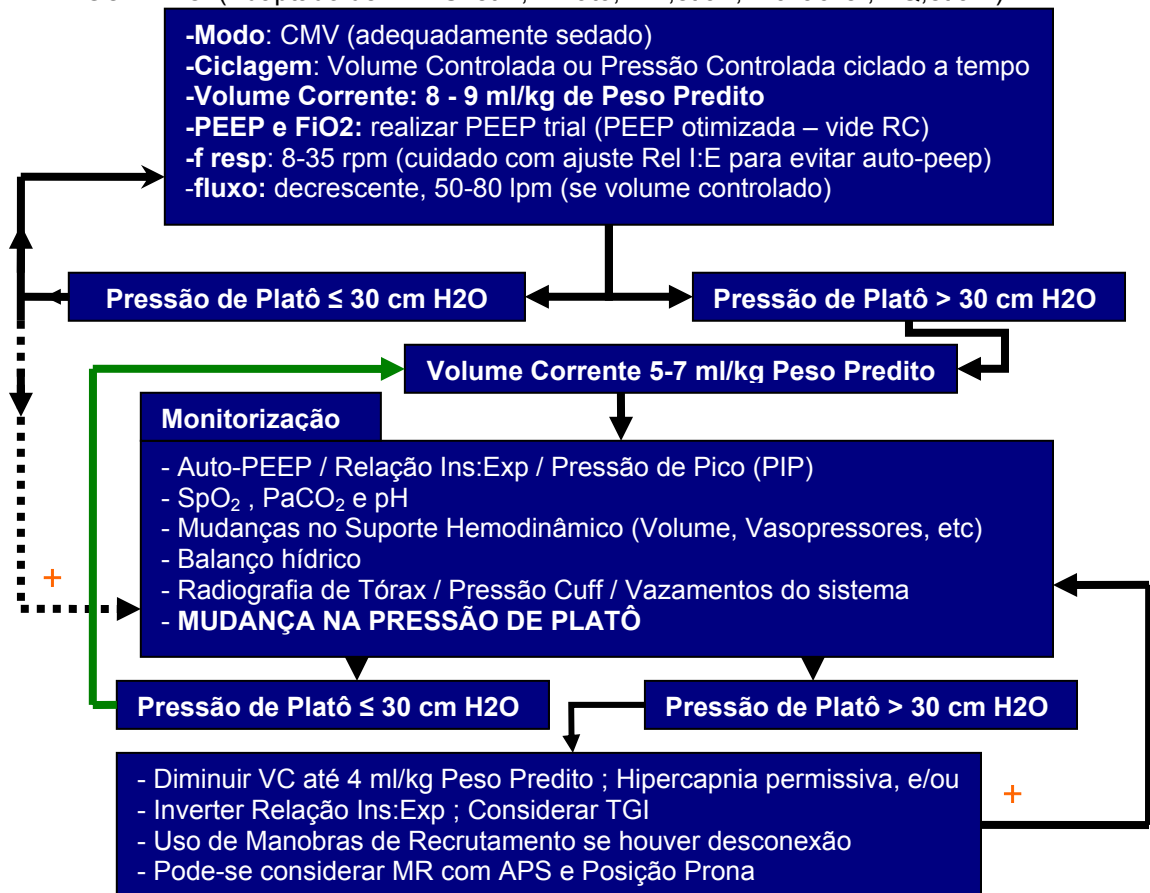 -Modo: CMV (adequadamente sedado)
-Ciclagem: Volume Controlada ou Pressão Controlada ciclado a tempo
-Volume Corrente: 8 - 9 ml/kg de Peso Predito
-PEEP e FiO2: realizar PEEP trial (PEEP otimizada – vide RC)
-f resp: 8-35 rpm (cuidado com ajuste Rel I:E para evitar auto-peep)
-fluxo: decrescente, 50-80 lpm (se volume controlado)
Pressão de Platô ≤ 30 cm H2O
Pressão de Platô > 30 cm H2O
Volume Corrente 5-7 ml/kg Peso Predito
Monitorização
- Auto-PEEP / Relação Ins:Exp / Pressão de Pico (PIP)
- SpO₂ , PaCO₂ e pH
- Mudanças no Suporte Hemodinâmico (Volume, Vasopressores, etc)
- Balanço hídrico
- Radiografia de Tórax / Pressão Cuff / Vazamentos do sistema
- MUDANÇA NA PRESSÃO DE PLATÔ
+
Pressão de Platô ≤ 30 cm H2O
Pressão de Platô > 30 cm H2O
- Diminuir VC até 4 ml/kg Peso Predito ; Hipercapnia permissiva, e/ou
- Inverter Relação Ins:Exp ; Considerar TGI
- Uso de Manobras de Recrutamento se houver desconexão
- Pode-se considerar MR com APS e Posição Prona
+